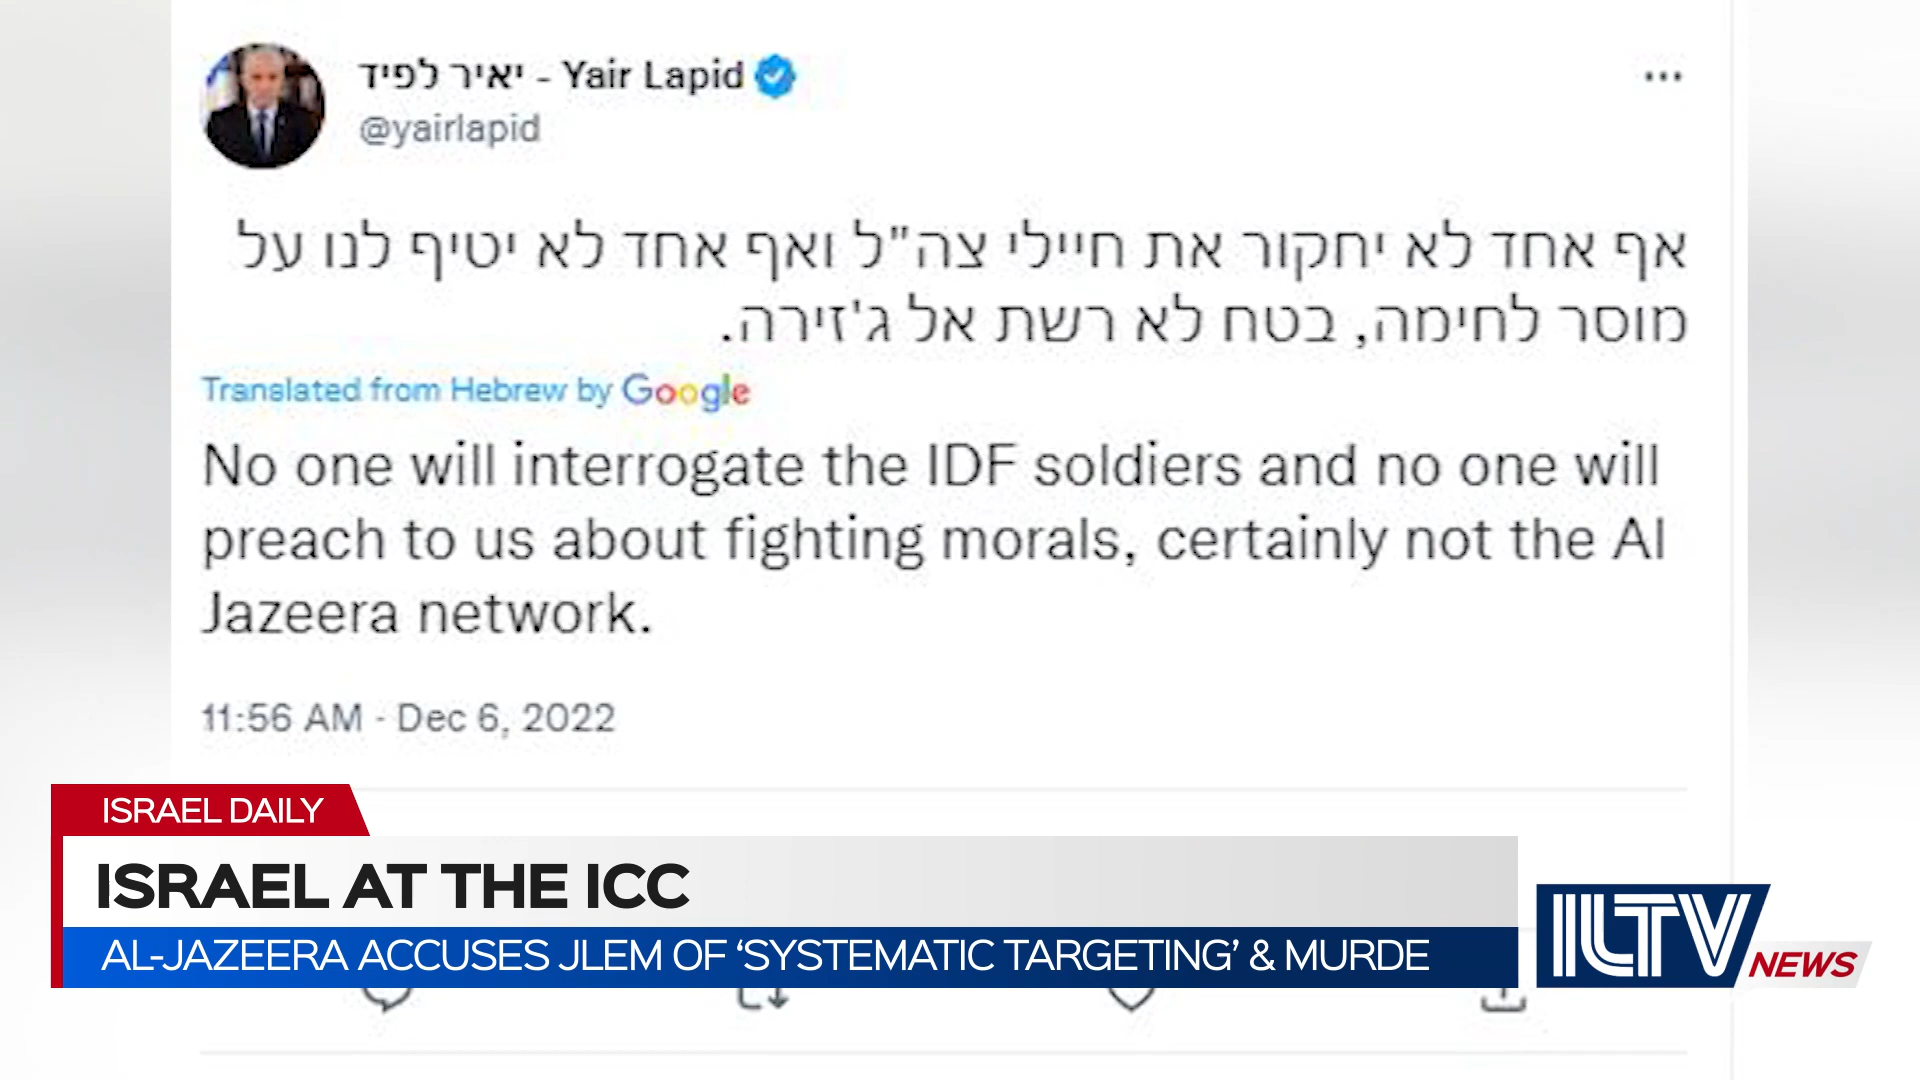 יאיר לפיד - Yair Lapid
@yairlapid
אף אחד לא יחקור את חיילי צה"ל ואף אחד לא יטיף לנו על
מוסר לחימה, בטח לא רשת אל ג'זירה.
Translated from Hebrew by Google
No one will interrogate the IDF soldiers and no one will
preach to us about fighting morals, certainly not the Al
Jazeera network.
11:56 AM · Dec 6, 2022
ISRAEL DAILY
ISRAEL AT THE ICC
AL-JAZEERA ACCUSES JLEM OF ‘SYSTEMATIC TARGETING’ & MURDE
ILTV NEWS